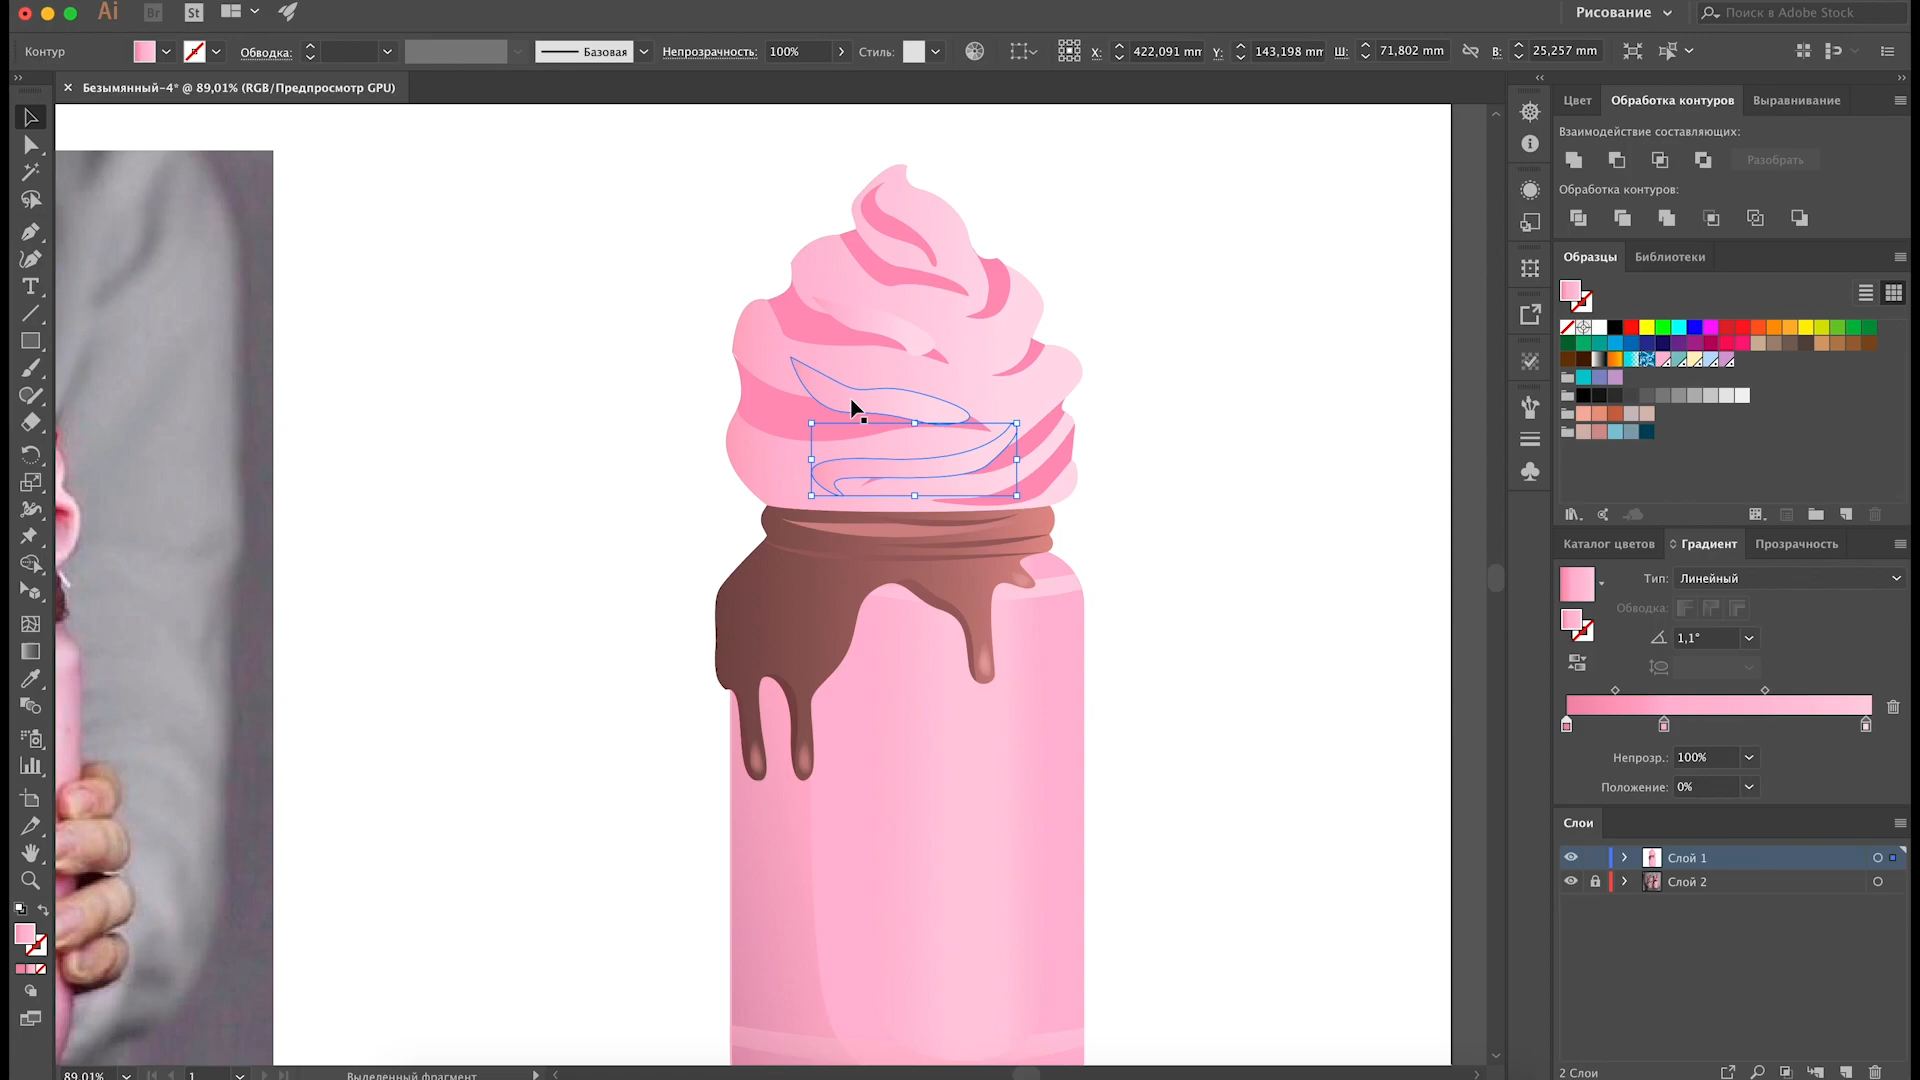 Ai Br St Рисование Поиск в Adobe Stock
Контур Обводка: Базовая Непрозрачность: 100% Стиль: X: 422,091 mm Y: 143,198 mm Ш: 71,802 mm В: 25,257 mm
Безымянный-4* @ 89,01% (RGB/Предпросмотр GPU)
Цвет Обработка контуров Выравнивание
Взаимодействие составляющих:
Разобрать
Обработка контуров:
Образцы Библиотеки
Каталог цветов Градиент Прозрачность
Тип: Линейный
Обводка:
1,1°
Непрозр.: 100%
Положение: 0%
Слои
Слой 1
Слой 2
2 Слои
89,01% 1 Выделенный фрагмент